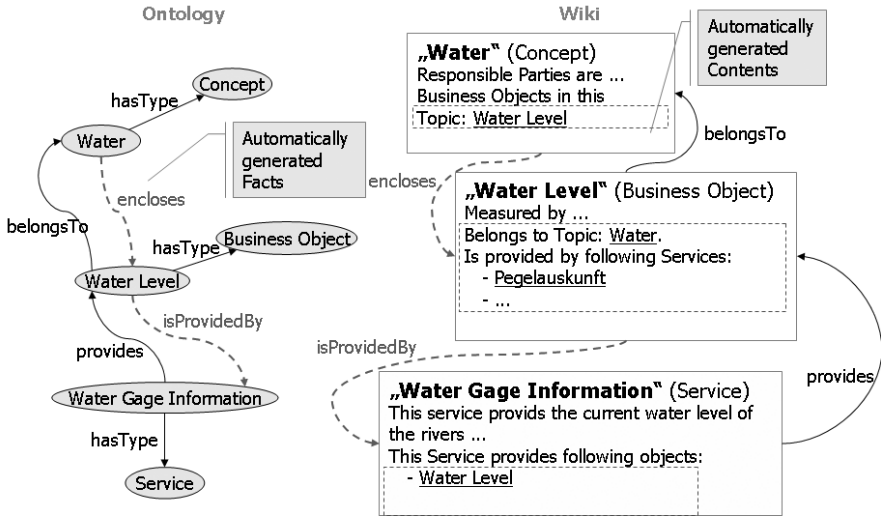 Ontology
Concept
hasType
Water
Automatically
generated
Facts
encloses
belongsTo
hasType
Business Object
Water Level
isProvidedBy
provides
Water Gage Information
hasType
Service
Wiki
Automatically
generated
Contents
„Water“ (Concept)
Responsible Parties are ...
Business Objects in this
Topic: Water Level
belongsTo
encloses
„Water Level“ (Business Object)
Measured by ...
Belongs to Topic: Water.
Is provided by following Services:
- Pegelauskunft
- ...
isProvidedBy
provides
„Water Gage Information“ (Service)
This service provids the current water level of
the rivers ...
This Service provides following objects:
- Water Level